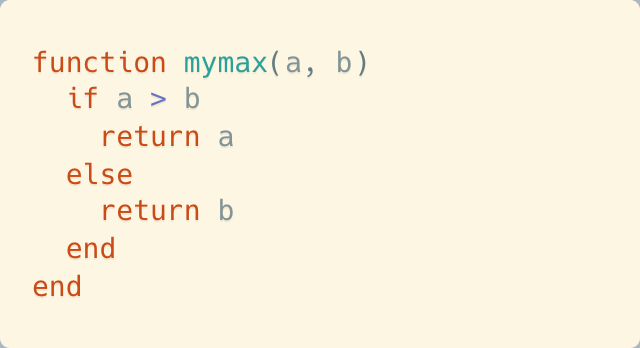 function mymax(a, b)
  if a > b
    return a
  else
    return b
  end
end